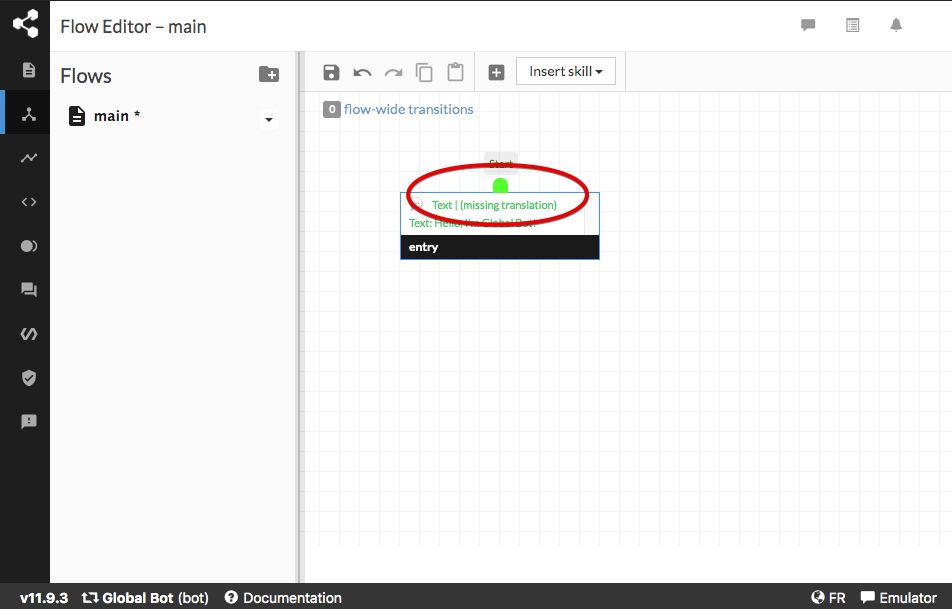 Flow Editor – main
Flows
main *
Insert skill
0 flow-wide transitions
Start
Text | (missing translation)
Text: Hello, I'm Global Bot!
entry
v11.9.3 Global Bot (bot) Documentation FR Emulator